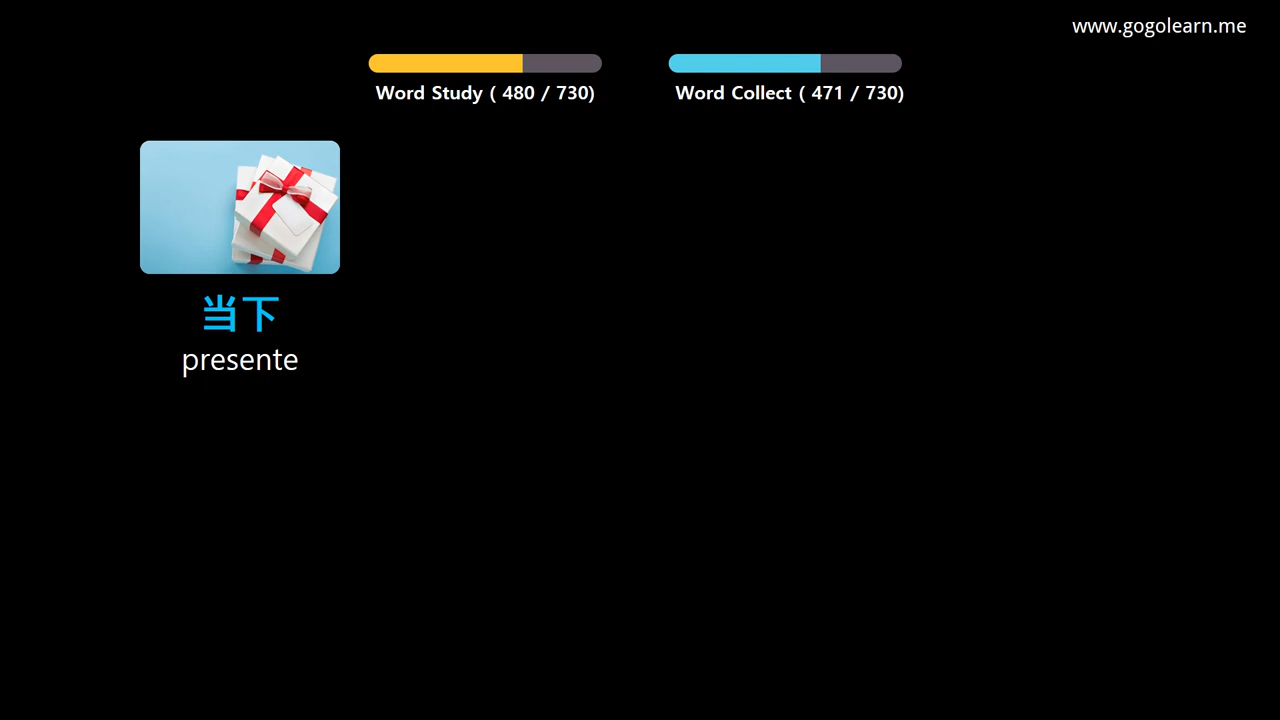 www.gogolearn.me
Word Study ( 480 / 730)
Word Collect ( 471 / 730)
当下
presente